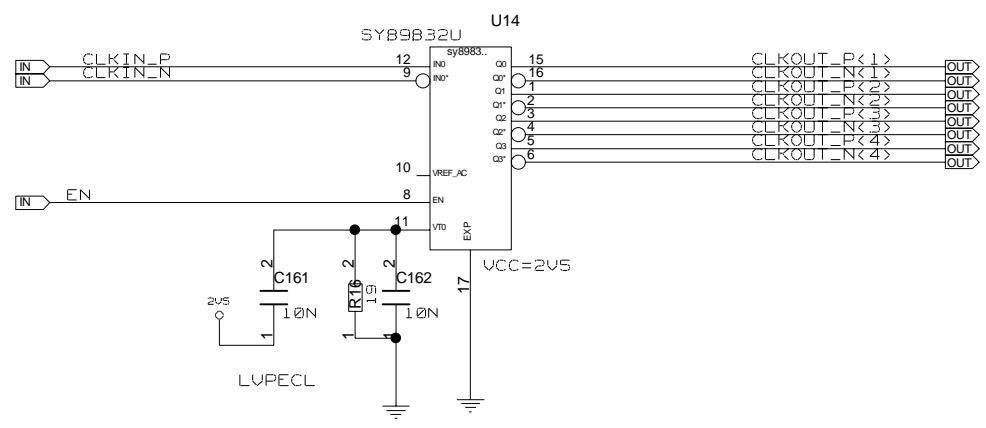 U14
SY89832U
sy8983..
IN CLKIN_P 12 IN0
IN CLKIN_N 9 IN0*
Q0 15 CLKOUT_P<1> OUT
Q0* 16 CLKOUT_N<1> OUT
Q1 1 CLKOUT_P<2> OUT
Q1* 2 CLKOUT_N<2> OUT
Q2 3 CLKOUT_P<3> OUT
Q2* 4 CLKOUT_N<3> OUT
Q3 5 CLKOUT_P<4> OUT
Q3* 6 CLKOUT_N<4> OUT
10 VREF_AC
IN EN 8 EN
11 VT0
EXP
17
VCC=2V5
2 C161 10N 1
2 R16 19 1
2 C162 10N 1
2V5
LVPECL